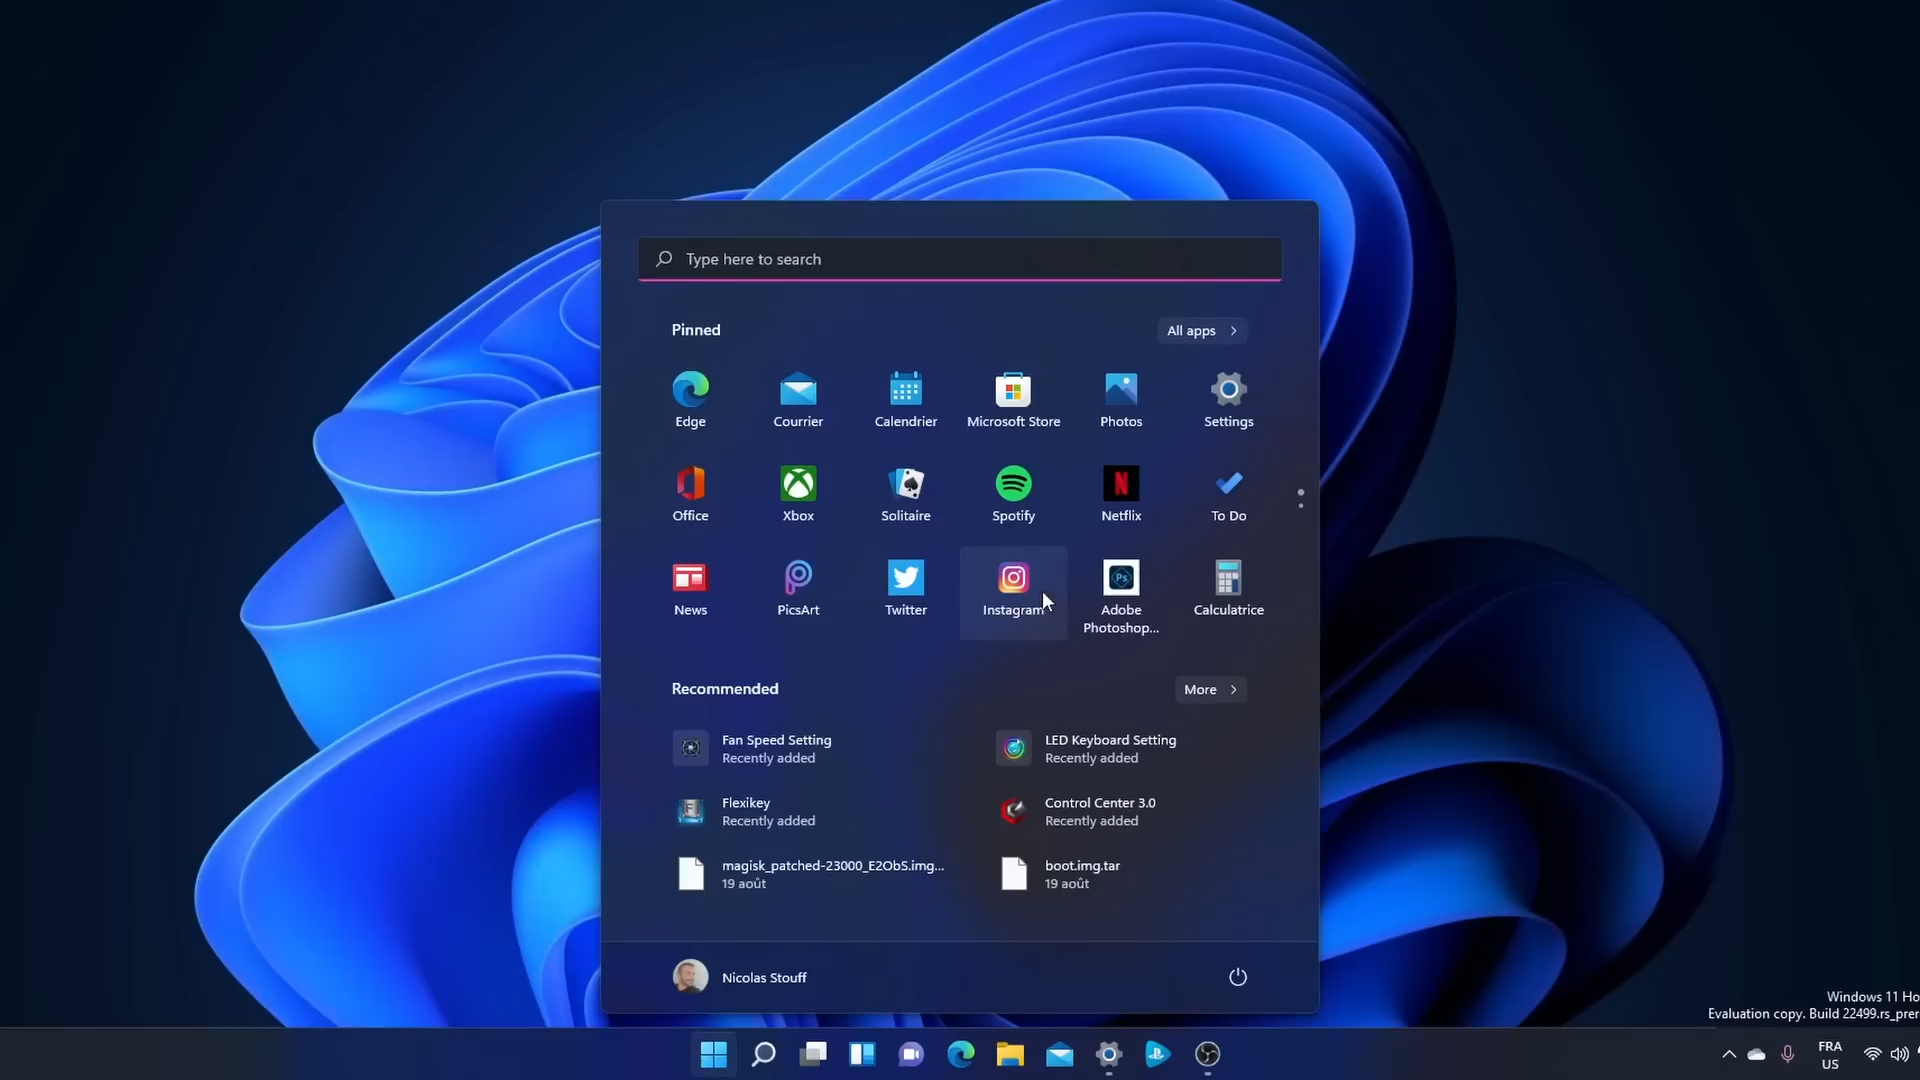 Type here to search
Pinned
All apps
Edge
Courrier
Calendrier
Microsoft Store
Photos
Settings
Office
Xbox
Solitaire
Spotify
Netflix
To Do
News
PicsArt
Twitter
Instagram
Adobe
Photoshop...
Calculatrice
Recommended
More
Fan Speed Setting
Recently added
LED Keyboard Setting
Recently added
Flexikey
Recently added
Control Center 3.0
Recently added
magisk_patched-23000_E2ObS.img...
19 août
boot.img.tar
19 août
Nicolas Stouff
Windows 11 Ho
Evaluation copy. Build 22499.rs_prer
FRA
US